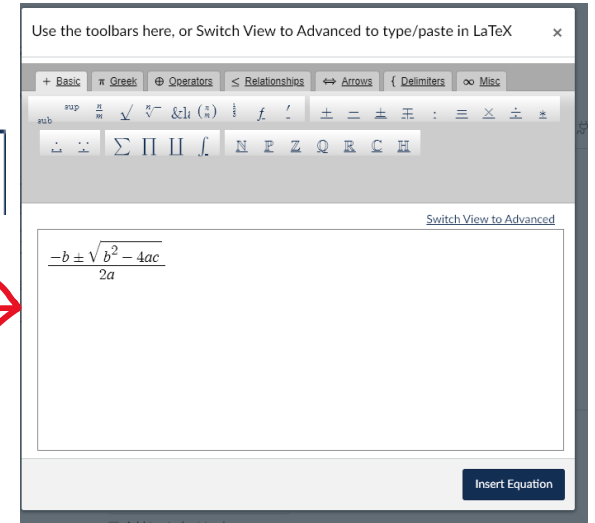 Use the toolbars here, or Switch View to Advanced to type/paste in LaTeX ×
+ Basic π Greek ⊕ Operators ≤ Relationships ⇔ Arrows { Delimiters ∞ Misc
sub sup n/m √ n√ &lt (n/n) f ′ ± − ± ∓ : ≡ × ÷ ∗
∴ ∵ ∑ ∏ ∐ ∫ ℕ ℙ ℤ ℚ ℝ ℂ ℍ
Switch View to Advanced
−b ± √b² − 4ac
2a
Insert Equation